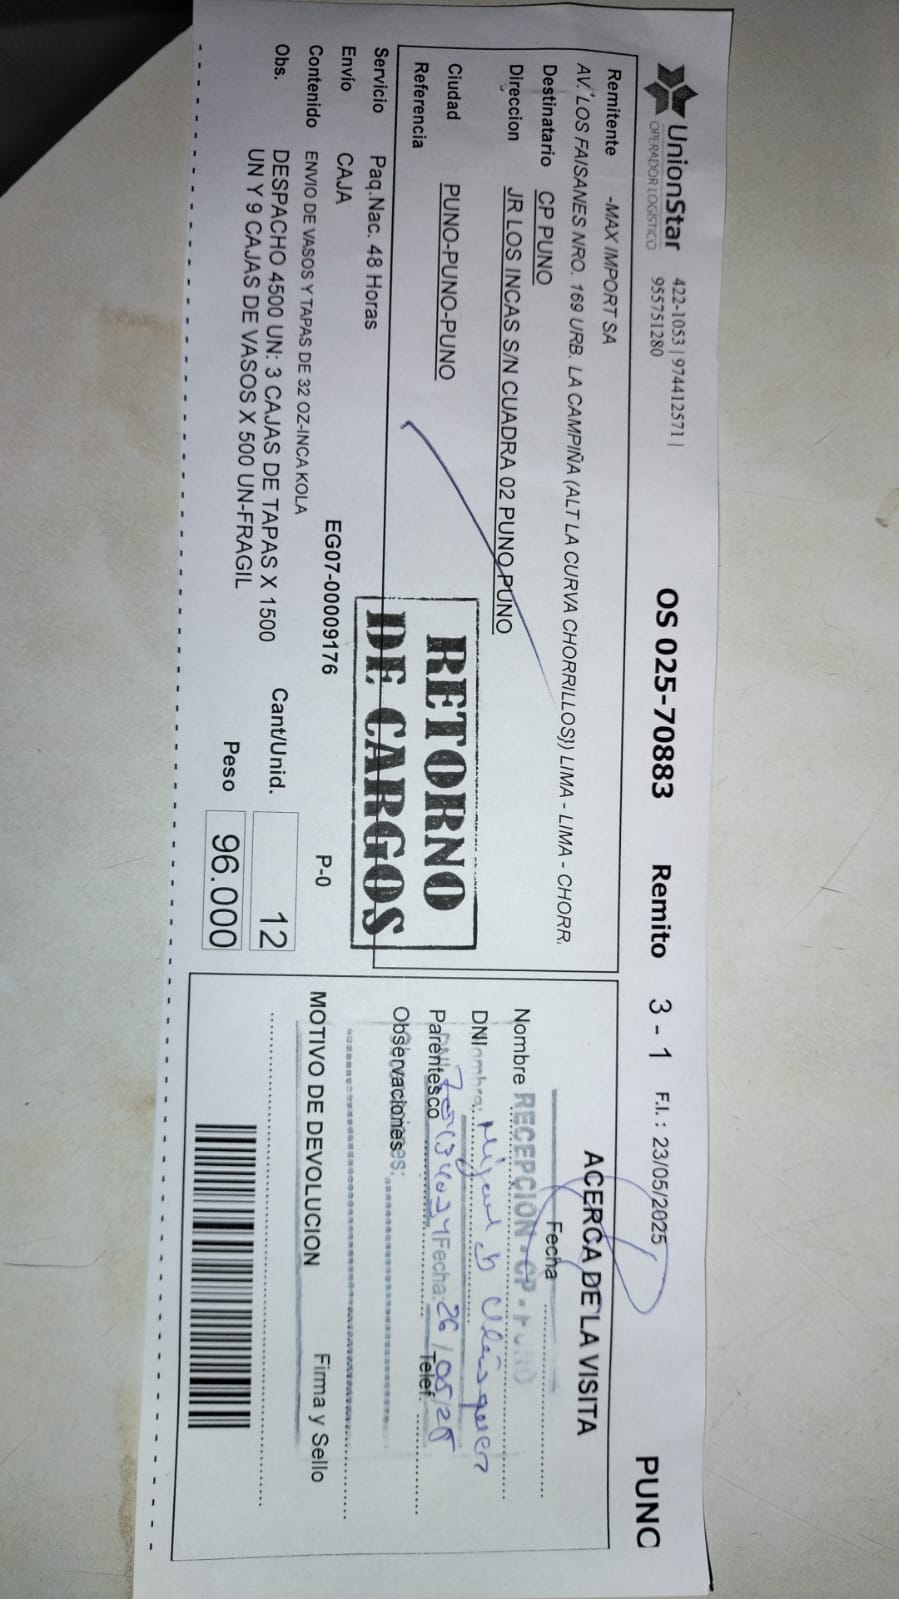 UnionStar
OPERADOR LOGÍSTICO
422-1053 | 974412571 |
955751280
OS 025-70883 Remito 3 - 1 F.I. : 23/05/2025 PUNO
Remitente -MAX IMPORT SA
AV. LOS FAISANES NRO. 169 URB. LA CAMPIÑA (ALT LA CURVA CHORRILLOS)) LIMA - LIMA - CHORR.
Destinatario CP PUNO
Direccion JR LOS INCAS S/N CUADRA 02 PUNO PUNO
Ciudad PUNO-PUNO-PUNO
Referencia
RETORNO
DE CARGOS
Servicio Paq.Nac. 48 Horas
Envío CAJA EG07-00009176 P-0
Contenido ENVIO DE VASOS Y TAPAS DE 32 OZ-INCA KOLA
Obs. DESPACHO 4500 UN: 3 CAJAS DE TAPAS X 1500
UN Y 9 CAJAS DE VASOS X 500 UN-FRAGIL
Cant/Unid. 12
Peso 96.000
ACERCA DE LA VISITA
Fecha
Nombre RECEPCION - CP - PUNO
DNI Nombre: Miguel
Parentesco DNI: Fecha: 26/05/25 Telef.
Observaciones:
MOTIVO DE DEVOLUCION Firma y Sello